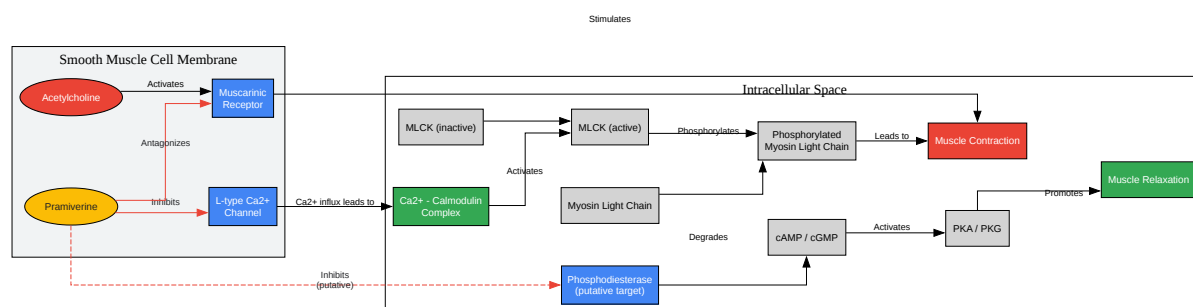 Stimulates
Smooth Muscle Cell Membrane
Intracellular Space
Acetylcholine
Activates
Muscarinic
Receptor
Antagonizes
Pramiverine
Inhibits
L-type Ca2+
Channel
Ca2+ influx leads to
Ca2+ - Calmodulin
Complex
MLCK (inactive)
Activates
MLCK (active)
Phosphorylates
Myosin Light Chain
Phosphorylated
Myosin Light Chain
Leads to
Muscle Contraction
Inhibits
(putative)
Phosphodiesterase
(putative target)
Degrades
cAMP / cGMP
Activates
PKA / PKG
Promotes
Muscle Relaxation